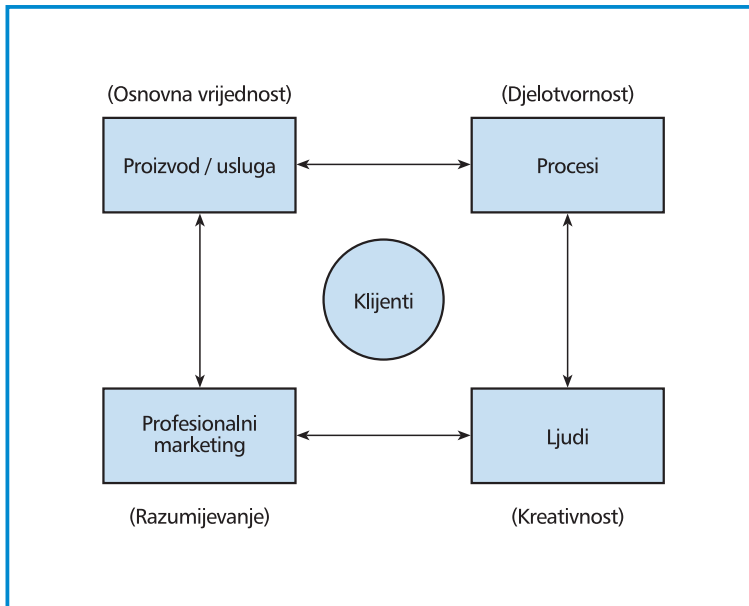 (Osnovna vrijednost)
(Djelotvornost)
Proizvod / usluga
Procesi
Klijenti
Profesionalni
marketing
Ljudi
(Razumijevanje)
(Kreativnost)